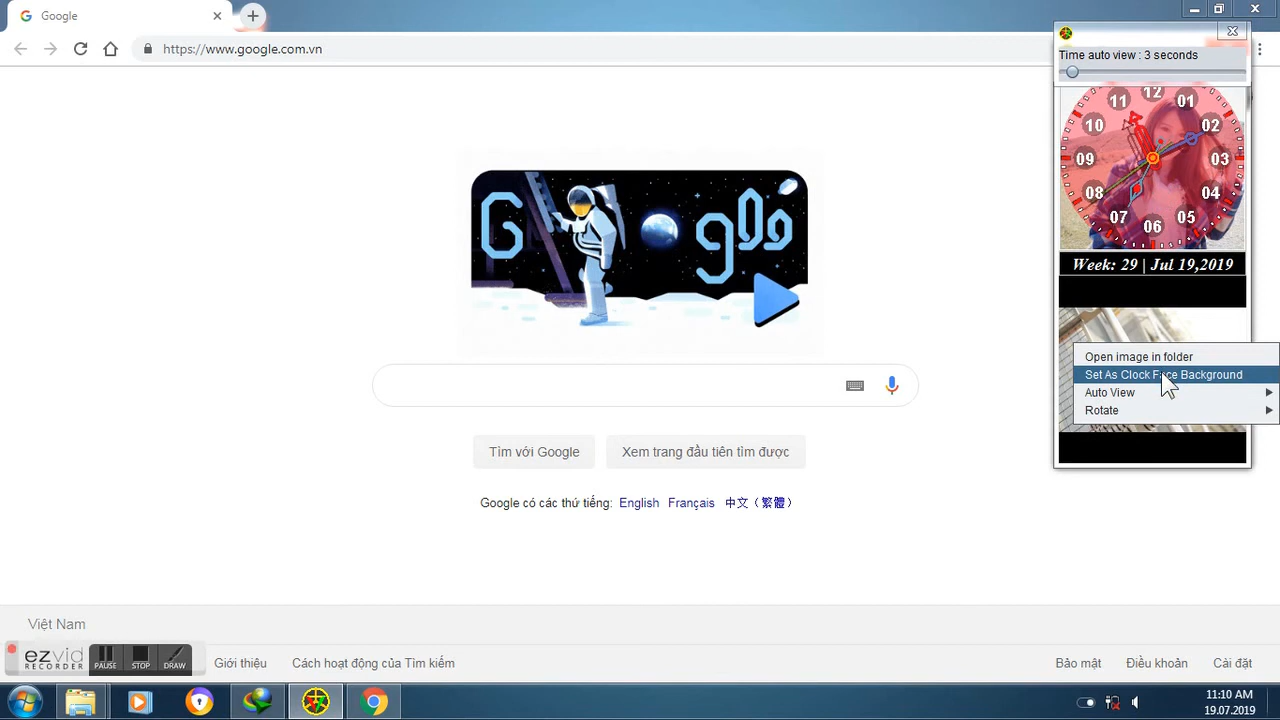 Google
https://www.google.com.vn
Time auto view : 3 seconds
12
11
01
10
02
09
03
08
04
07
05
06
Week: 29 | Jul 19,2019
Open image in folder
Set As Clock Face Background
Auto View
Rotate
Tìm với Google
Xem trang đầu tiên tìm được
Google có các thứ tiếng: English Français 中文（繁體）
Việt Nam
ezvid
RECORDER
PAUSE
STOP
DRAW
Giới thiệu
Cách hoạt động của Tìm kiếm
Bảo mật
Điều khoản
Cài đặt
11:10 AM
19.07.2019